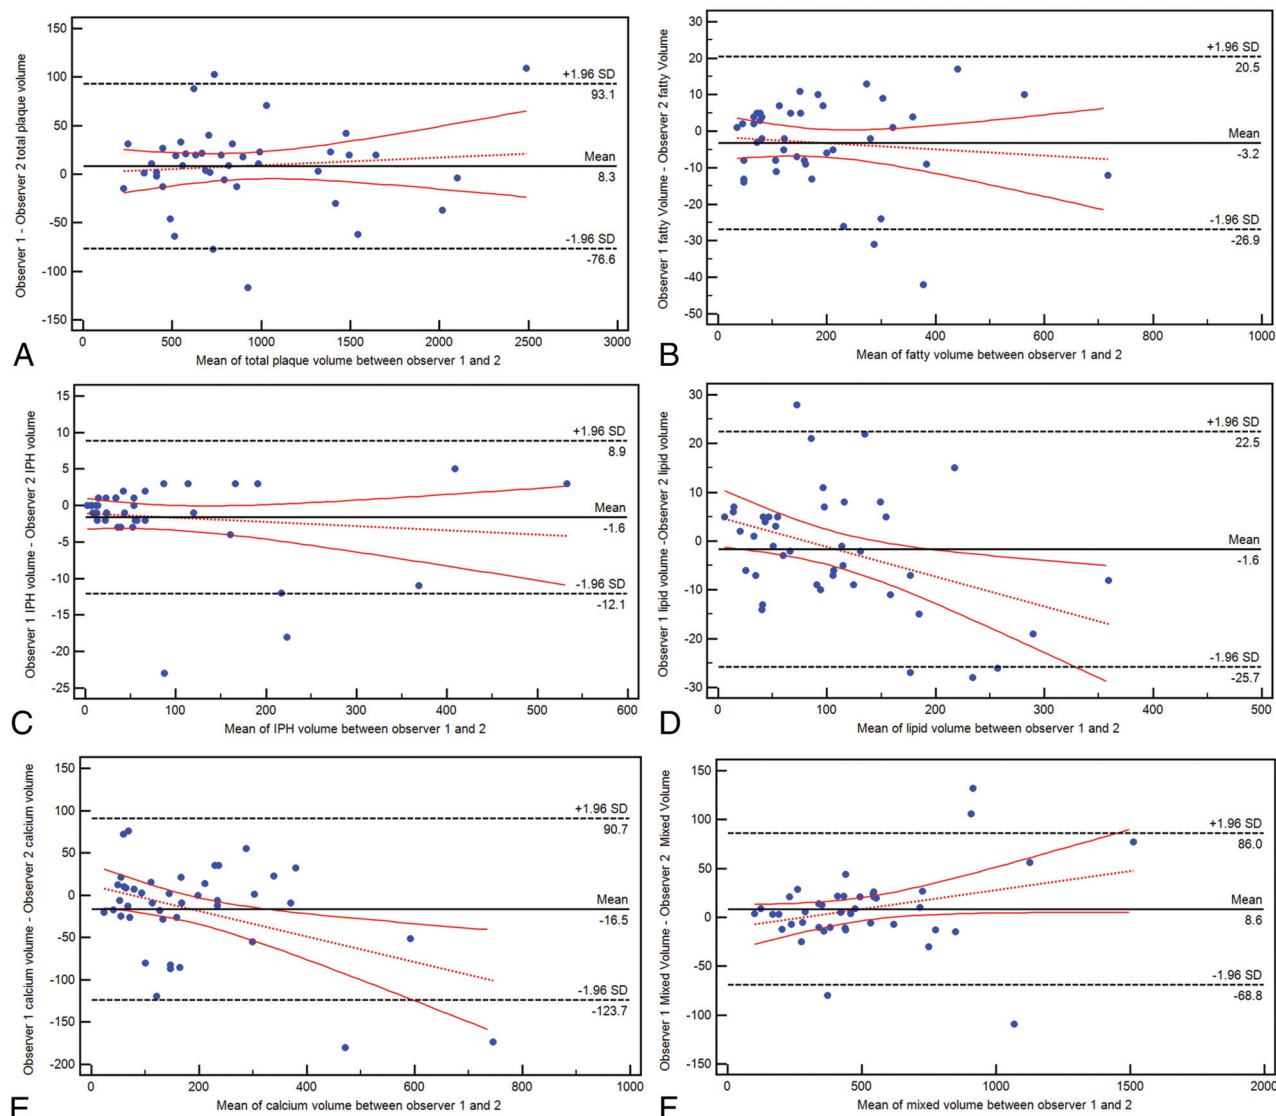 150
100
50
0
-50
-100
-150
Observer 1 - Observer 2 total plaque volume
+1.96 SD
93.1
Mean
8.3
-1.96 SD
-76.6
0 500 1000 1500 2000 2500 3000
Mean of total plaque volume between observer 1 and 2
A
30
20
10
0
-10
-20
-30
-40
-50
Observer 1 fatty Volume - Observer 2 fatty Volume
+1.96 SD
20.5
Mean
-3.2
-1.96 SD
-26.9
0 200 400 600 800 1000
Mean of fatty volume between observer 1 and 2
B
15
10
5
0
-5
-10
-15
-20
-25
Observer 1 IPH volume - Observer 2 IPH volume
+1.96 SD
8.9
Mean
-1.6
-1.96 SD
-12.1
0 100 200 300 400 500 600
Mean of IPH volume between observer 1 and 2
C
30
20
10
0
-10
-20
-30
Observer 1 lipid volume -Observer 2 lipid volume
+1.96 SD
22.5
Mean
-1.6
-1.96 SD
-25.7
0 100 200 300 400 500
Mean of lipid volume between observer 1 and 2
D
150
100
50
0
-50
-100
-150
-200
Observer 1 calcium volume - Observer 2 calcium volume
+1.96 SD
90.7
Mean
-16.5
-1.96 SD
-123.7
0 200 400 600 800 1000
Mean of calcium volume between observer 1 and 2
E
150
100
50
0
-50
-100
-150
Observer 1 Mixed Volume - Observer 2 Mixed Volume
+1.96 SD
86.0
Mean
8.6
-1.96 SD
-68.8
0 500 1000 1500 2000
Mean of mixed volume between observer 1 and 2
F